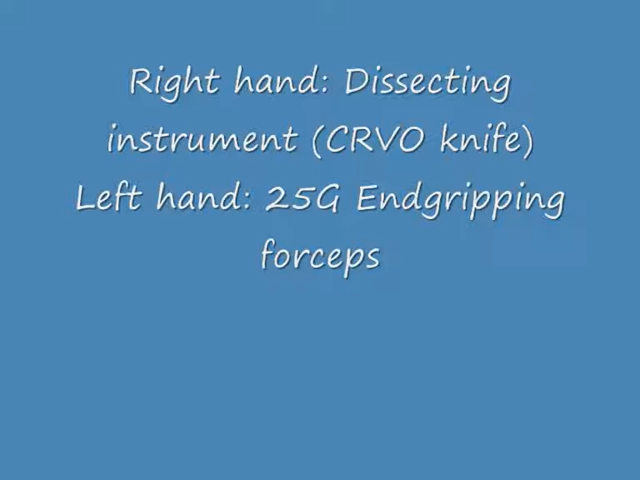 Right hand: Dissecting
instrument (CRVO knife)
Left hand: 25G Endgripping
forceps